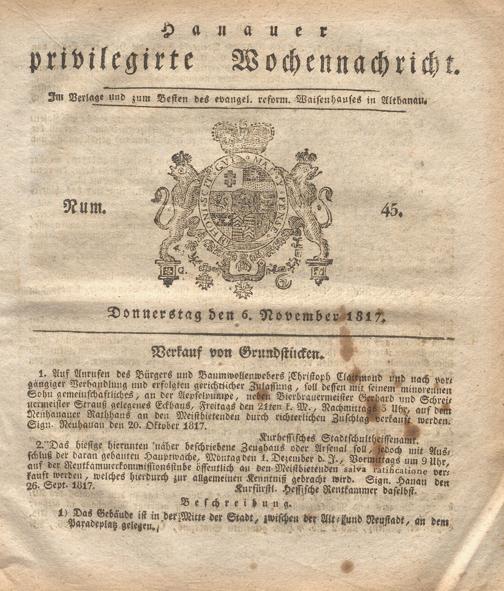 Hanauer
privilegirte Wochennachricht.
Im Verlage und zum Besten des evangel. reform. Waisenhauses in Althanau.
HONI SOIT QUI MAL Y PENSE
Num. 45.
Donnerstag den 6. November 1817.
Verkauf von Grundstücken.
1. Auf Anrufen des Bürgers und Baumwollenwebers Christoph Clairmond und nach vor-
gängiger Verhandlung und erfolgten gerichtlicher Zulassung, soll dessen mit seinem minorennen
Sohn gemeinschaftliches, an der Apfelpumpe, neben Bierbrauermeister Gerhard und Schrei-
nermeister Strauß gelegenes Eckhaus, Freitags den 21ten k. M., Nachmittags 3 Uhr, auf dem
Neuhanauer Rathhaus an den Meistbietenden durch richterlichen Zuschlag verkauft werden.
Sign. Neuhanau den 20. Oktober 1817.
Kurhessisches Stadtschultheissenamt.
2. Das hiesige hierunten näher beschriebene Zeughaus oder Arsenal soll jedoch mit Aus-
schluß der daran gebauten Hauptwache, Montag den 1. Dezember d. J., Vormittags um 9 Uhr,
auf der Rentkammerkommissionsstube öffentlich an den Meistbietenden salva ratificatione ver-
kauft werden, welches hierdurch zur allgemeinen Kenntniß gebracht wird. Sign. Hanau den
26. Sept. 1817. Kurfürstl. Hessische Rentkammer daselbst.
Beschreibung.
1) Das Gebäude ist in der Mitte der Stadt, zwischen der Alt- und Neustadt, an dem
Paradeplatz gelegen.